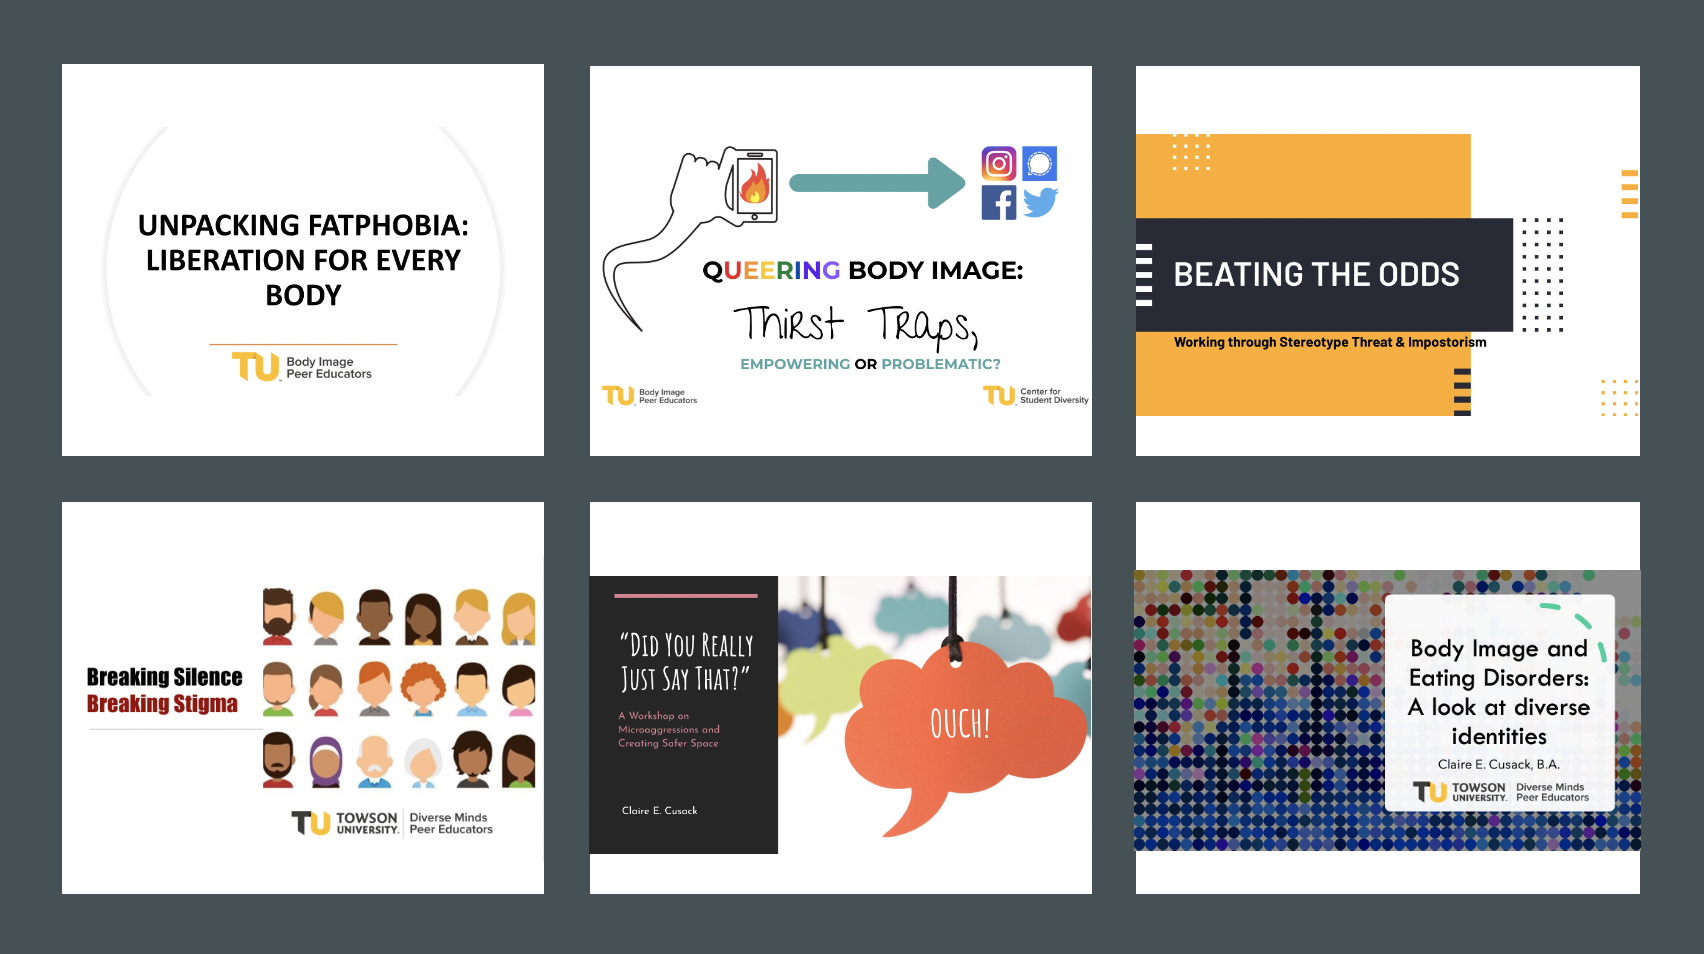 UNPACKING FATPHOBIA:
LIBERATION FOR EVERY
BODY
TU Body Image
Peer Educators
QUEERING BODY IMAGE:
Thirst Traps,
EMPOWERING OR PROBLEMATIC?
TU Body Image
Peer Educators
TU Center for
Student Diversity
BEATING THE ODDS
Working through Stereotype Threat & Impostorism
Breaking Silence
Breaking Stigma
TU TOWSON
UNIVERSITY.
Diverse Minds
Peer Educators
“DID YOU REALLY
JUST SAY THAT?”
A Workshop on
Microaggressions and
Creating Safer Space
Claire E. Cusack
OUCH!
Body Image and
Eating Disorders:
A look at diverse
identities
Claire E. Cusack, B.A.
TU TOWSON
UNIVERSITY.
Diverse Minds
Peer Educators